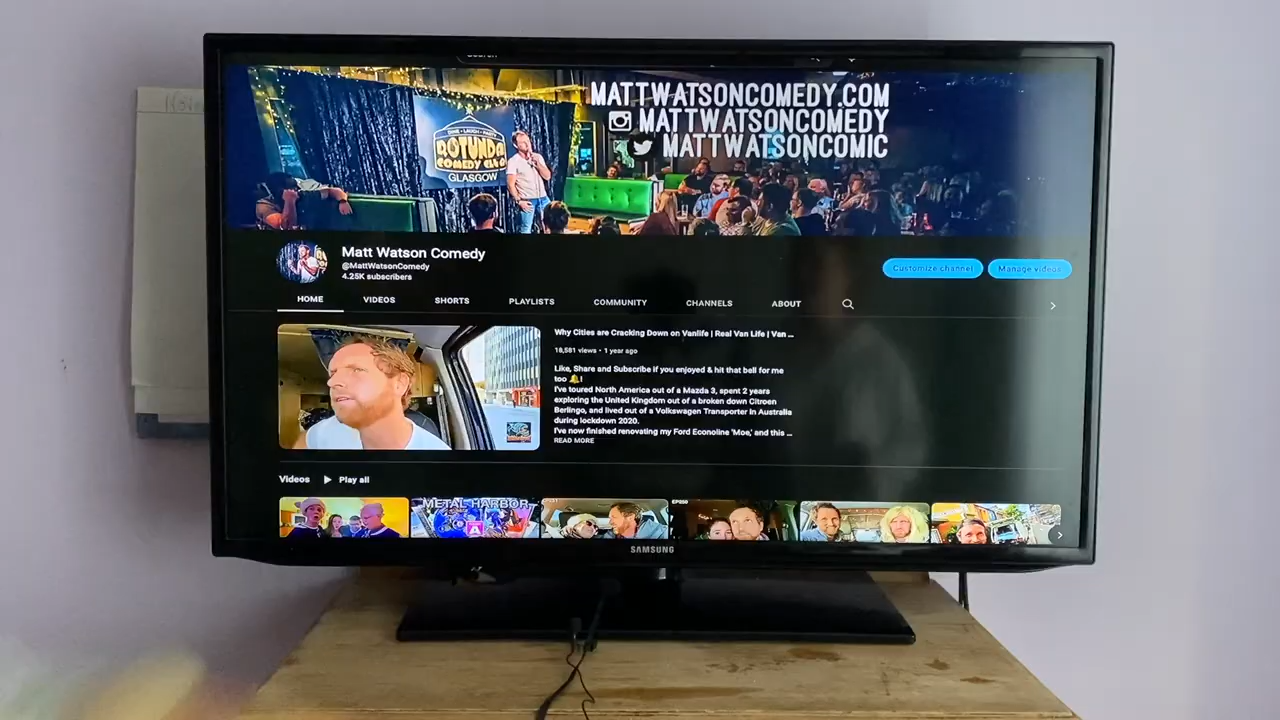 MATTWATSONCOMEDY.COM
MATTWATSONCOMEDY
MATTWATSONCOMIC
DINE · LAUGH · PARTY
ROTUNDA
COMEDY CLUB
GLASGOW
Matt Watson Comedy
@MattWatsonComedy
4.25K subscribers
Customize channel Manage videos
HOME VIDEOS SHORTS PLAYLISTS COMMUNITY CHANNELS ABOUT
Why Cities are Cracking Down on Vanlife | Real Van Life | Van ...
18,581 views • 1 year ago
Like, Share and Subscribe if you enjoyed & hit that bell for me
too 🔔!
I've toured North America out of a Mazda 3, spent 2 years
exploring the United Kingdom out of a broken down Citroen
Berlingo, and lived out of a Volkswagen Transporter in Australia
during lockdown 2020.
I've now finished renovating my Ford Econoline 'Moe,' and this ...
READ MORE
Videos ▶ Play all
METAL HARBOR
SAMSUNG